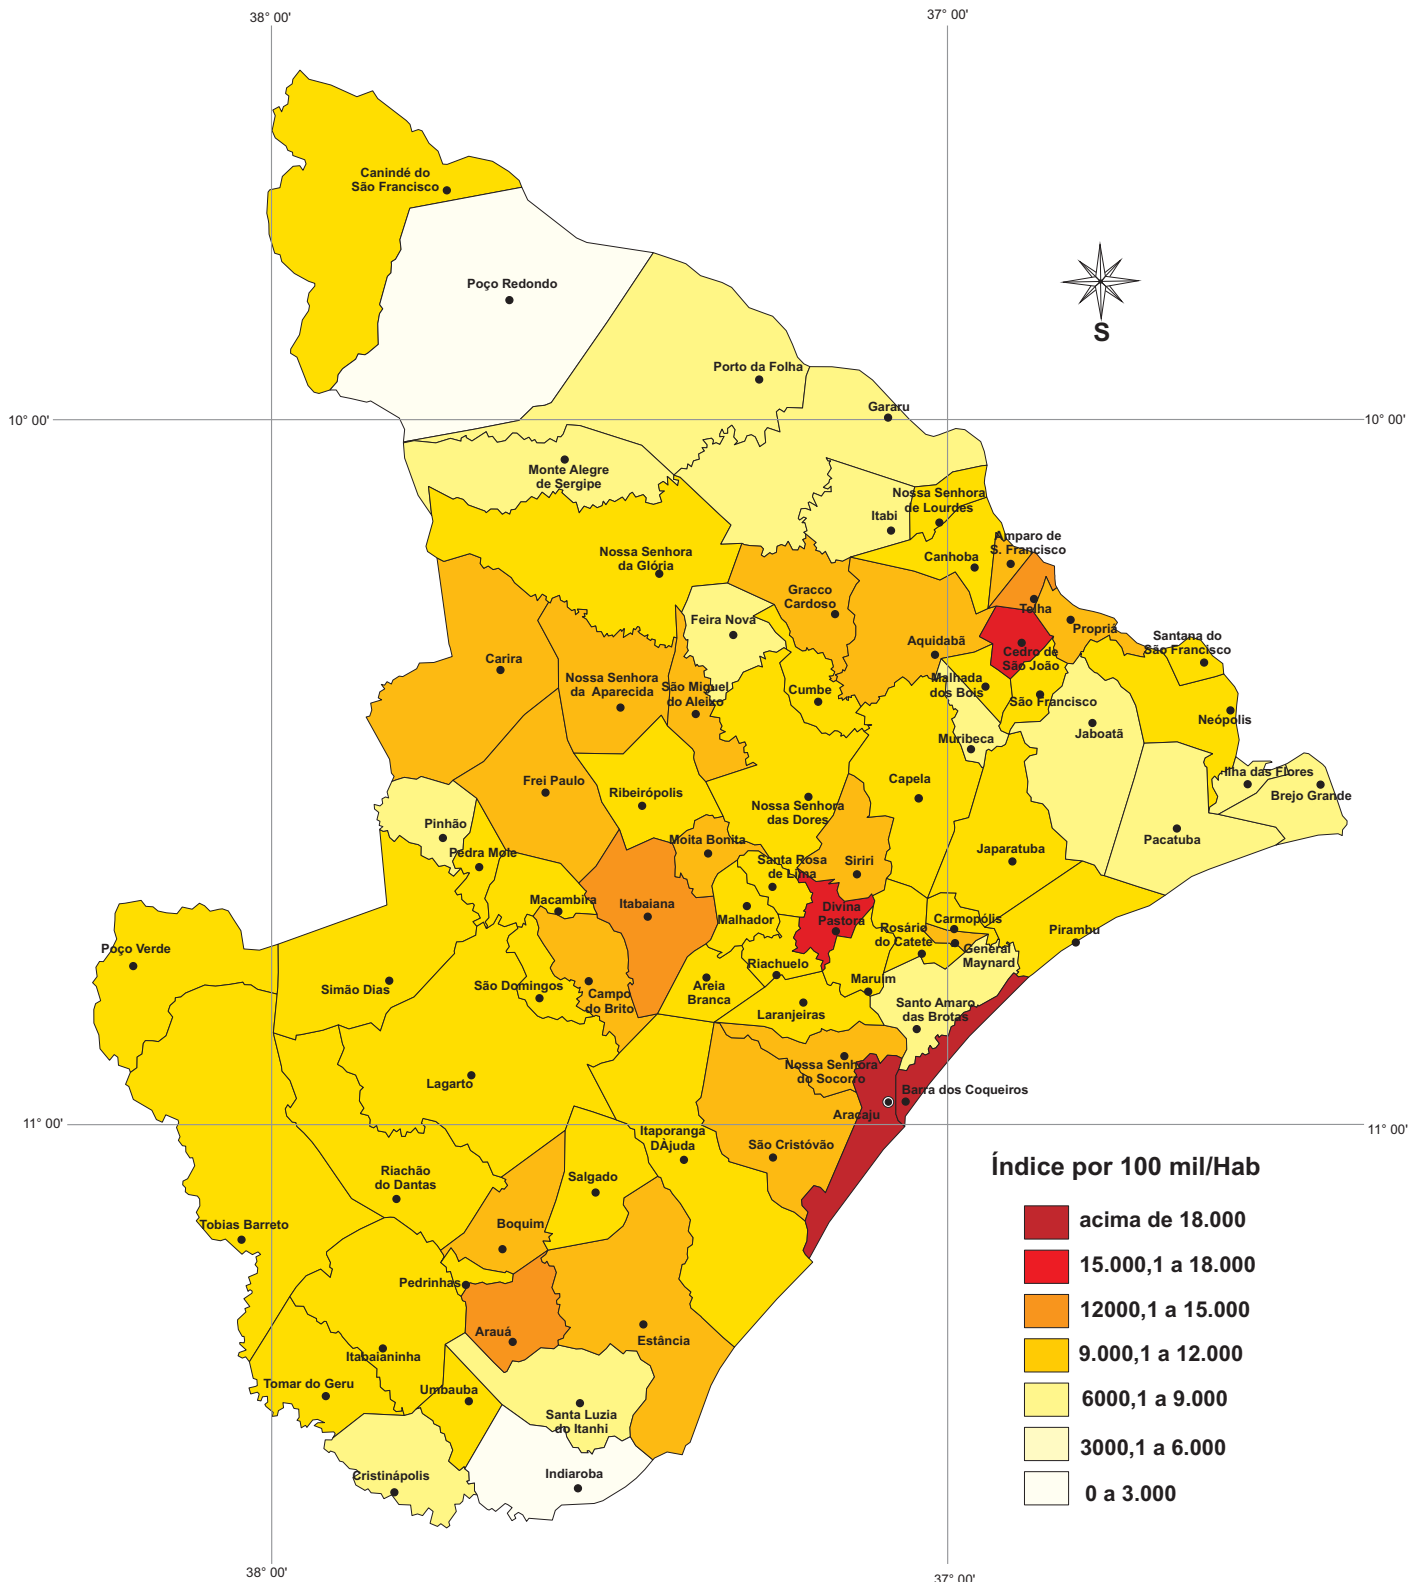 38° 00'
37° 00'
Canindé do
São Francisco
Poço Redondo
S
Porto da Folha
Gararu
10° 00'
10° 00'
Monte Alegre
de Sergipe
Nossa Senhora
de Lourdes
Itabi
Amparo de
S. Francisco
Nossa Senhora
da Glória
Canhoba
Gracco
Cardoso
Telha
Feira Nova
Propriã
Santana do
São Francisco
Aquidabã
Cedro de
São João
Carira
Nossa Senhora
da Aparecida
São Miguel
do Aleixo
Cumbe
Malhada
dos Bois
São Francisco
Neópolis
Jaboatã
Muribeca
Ilha das Flores
Brejo Grande
Frei Paulo
Ribeirópolis
Capela
Nossa Senhora
das Dores
Pinhão
Pedra Mole
Moita Bonita
Santa Rosa
de Lima
Siriri
Japaratuba
Pacatuba
Macambira
Itabaiana
Malhador
Divina
Pastora
Rosário
do Catete
Carmopólis
General
Maynard
Pirambu
Poço Verde
Simão Dias
São Domingos
Campo
do Brito
Areia
Branca
Riachuelo
Maruim
Laranjeiras
Santo Amaro
das Brotas
Lagarto
Nossa Senhora
do Socorro
Barra dos Coqueiros
Aracaju
11° 00'
11° 00'
Itaporanga
DÀjuda
São Cristóvão
Riachão
do Dantas
Salgado
Boquim
Tobias Barreto
Pedrinhas
Arauá
Estância
Itabaianinha
Tomar do Geru
Umbauba
Santa Luzia
do Itanhi
Cristinápolis
Indiaroba
Índice por 100 mil/Hab
acima de 18.000
15.000,1 a 18.000
12000,1 a 15.000
9.000,1 a 12.000
6000,1 a 9.000
3000,1 a 6.000
0 a 3.000
38° 00'
37° 00'